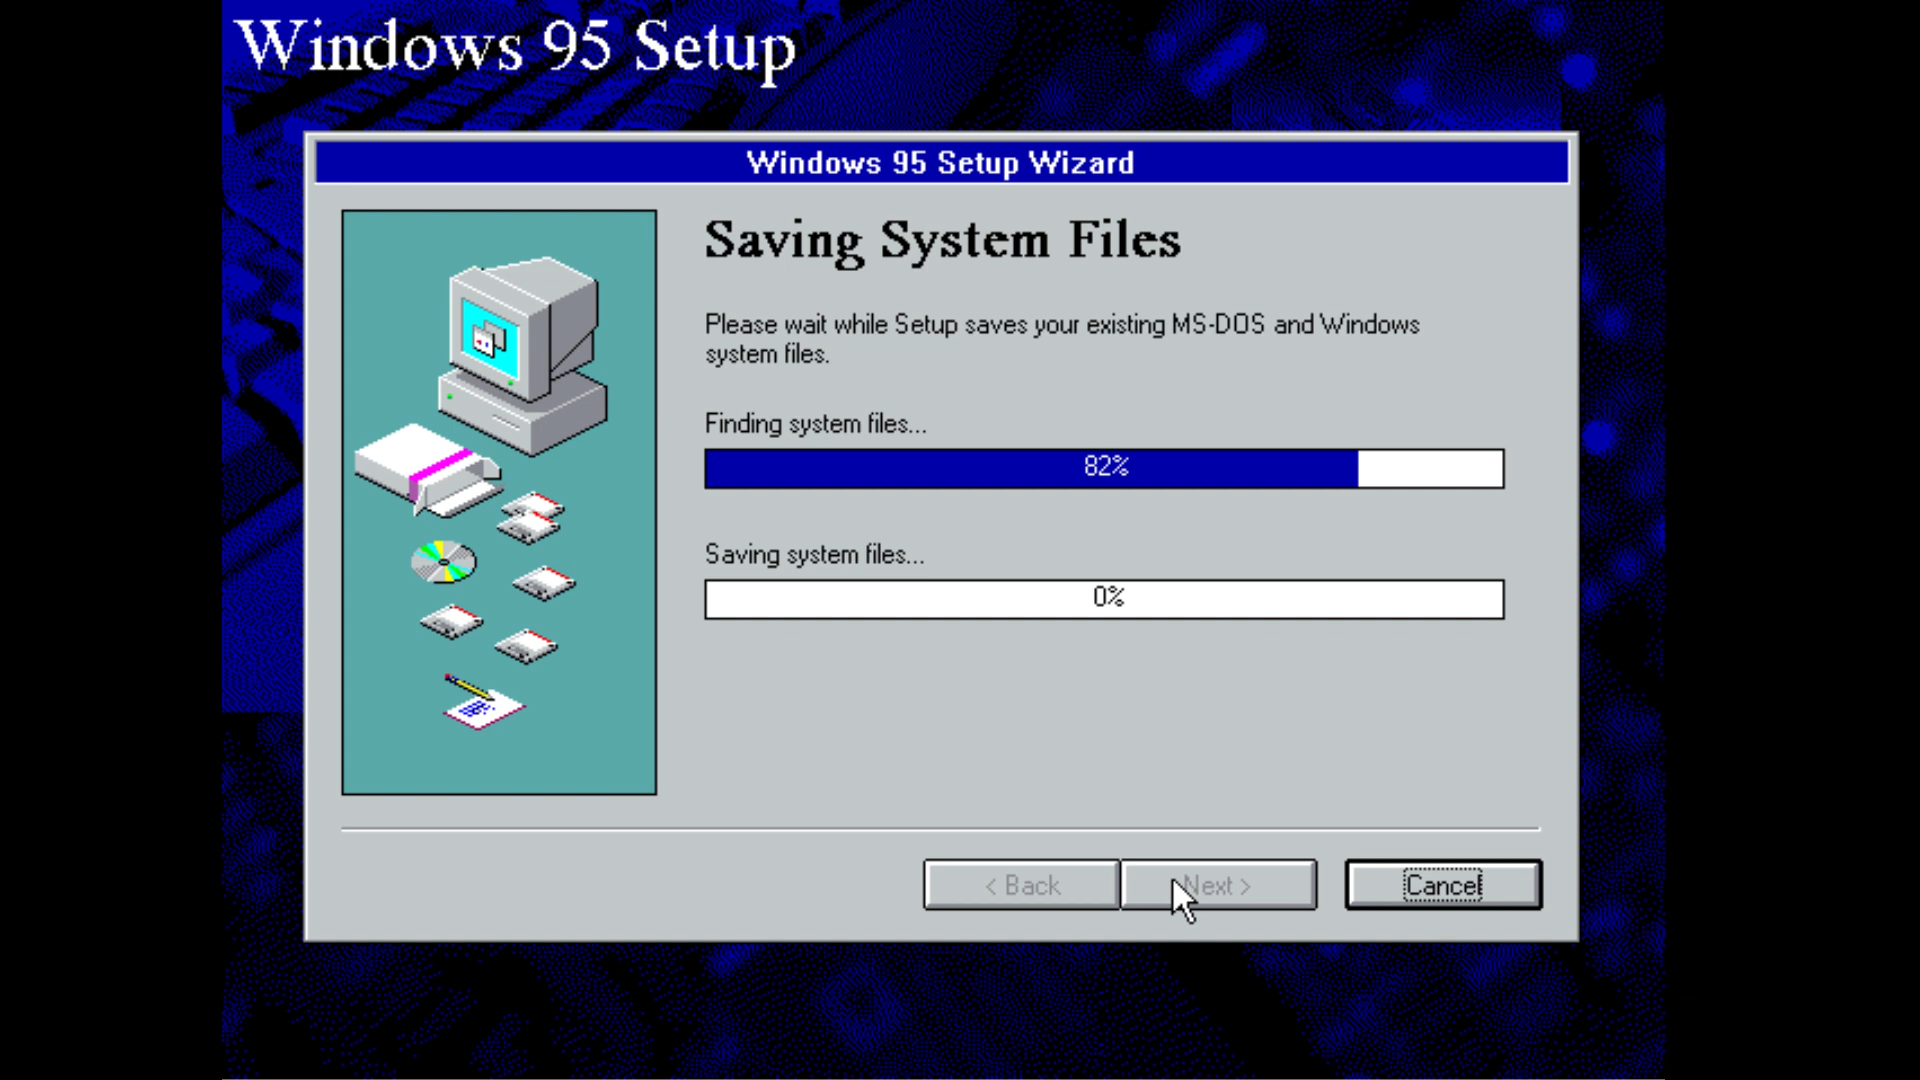 Windows 95 Setup
Windows 95 Setup Wizard
Saving System Files
Please wait while Setup saves your existing MS-DOS and Windows
system files.
Finding system files...
82%
Saving system files...
0%
< Back
Next >
Cancel